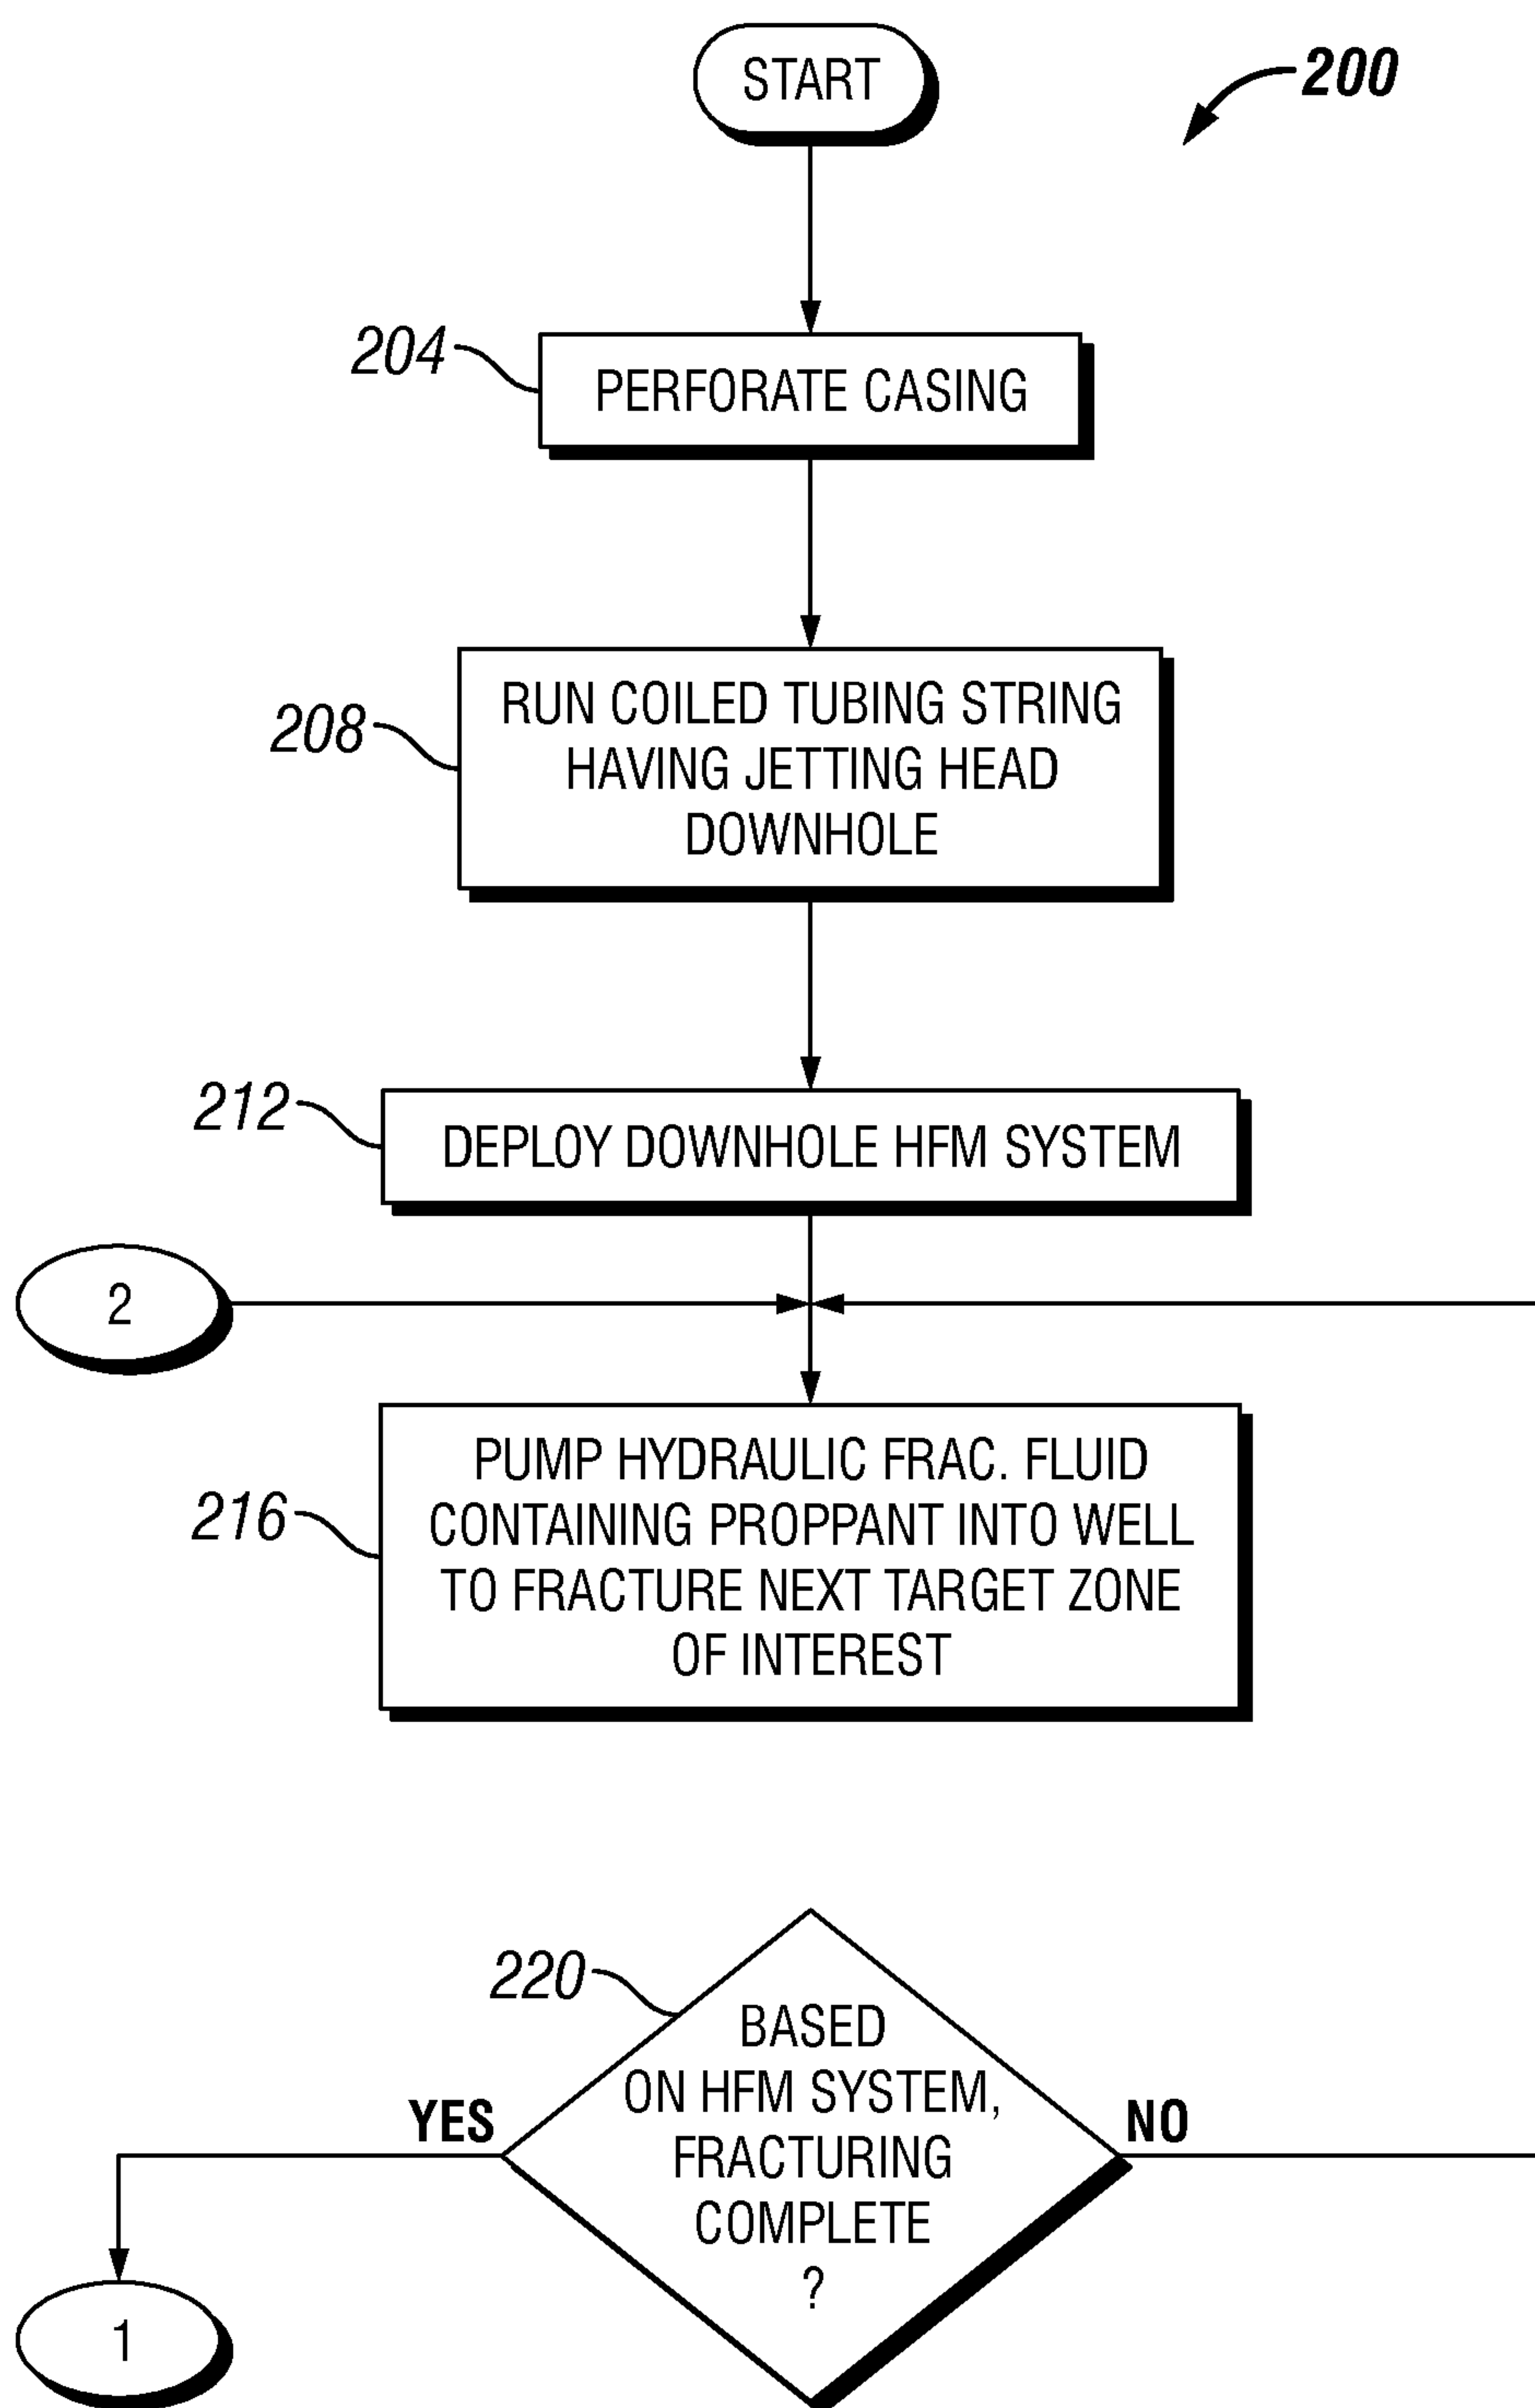 START
200
204
PERFORATE CASING
208
RUN COILED TUBING STRING
HAVING JETTING HEAD
DOWNHOLE
212
DEPLOY DOWNHOLE HFM SYSTEM
2
216
PUMP HYDRAULIC FRAC. FLUID
CONTAINING PROPPANT INTO WELL
TO FRACTURE NEXT TARGET ZONE
OF INTEREST
220
BASED
ON HFM SYSTEM,
FRACTURING
COMPLETE
?
YES
NO
1